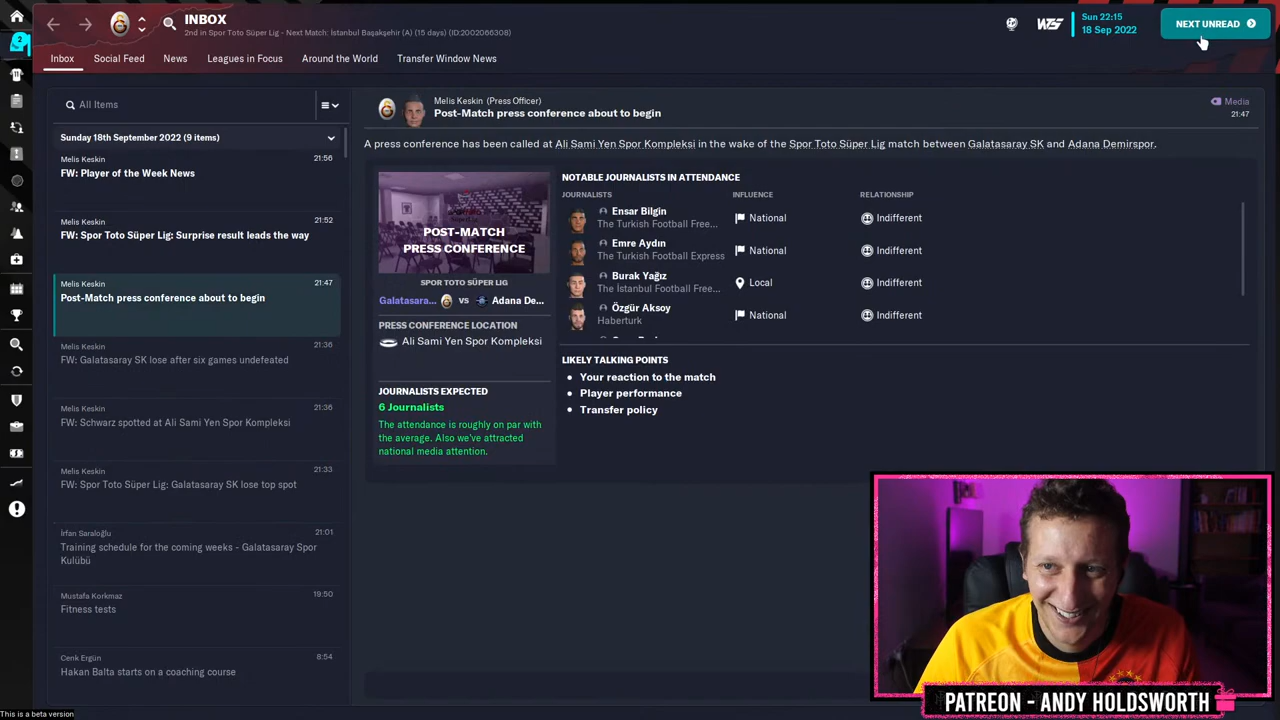 INBOX
2nd in Spor Toto Süper Lig - Next Match: İstanbul Başakşehir (A) (15 days) (ID:2002066308)
Sun 22:15
18 Sep 2022
NEXT UNREAD
2
Inbox
Social Feed
News
Leagues in Focus
Around the World
Transfer Window News
All Items
Sunday 18th September 2022 (9 items)
Melis Keskin
21:56
FW: Player of the Week News
Melis Keskin
21:52
FW: Spor Toto Süper Lig: Surprise result leads the way
Melis Keskin
21:47
Post-Match press conference about to begin
Melis Keskin
21:36
FW: Galatasaray SK lose after six games undefeated
Melis Keskin
21:36
FW: Schwarz spotted at Ali Sami Yen Spor Kompleksi
Melis Keskin
21:33
FW: Spor Toto Süper Lig: Galatasaray SK lose top spot
İrfan Saraloğlu
21:01
Training schedule for the coming weeks - Galatasaray Spor
Kulübü
Mustafa Korkmaz
19:50
Fitness tests
Cenk Ergün
8:54
Hakan Balta starts on a coaching course
Melis Keskin (Press Officer)
Post-Match press conference about to begin
Media
21:47
A press conference has been called at Ali Sami Yen Spor Kompleksi in the wake of the Spor Toto Süper Lig match between Galatasaray SK and Adana Demirspor.
POST-MATCH
PRESS CONFERENCE
SPOR TOTO SÜPER LIG
Galatasara... vs Adana De...
PRESS CONFERENCE LOCATION
Ali Sami Yen Spor Kompleksi
JOURNALISTS EXPECTED
6 Journalists
The attendance is roughly on par with
the average. Also we've attracted
national media attention.
NOTABLE JOURNALISTS IN ATTENDANCE
JOURNALISTS
INFLUENCE
RELATIONSHIP
Ensar Bilgin
The Turkish Football Free...
National
Indifferent
Emre Aydın
The Turkish Football Express
National
Indifferent
Burak Yağız
The İstanbul Football Free...
Local
Indifferent
Özgür Aksoy
Haberturk
National
Indifferent
LIKELY TALKING POINTS
Your reaction to the match
Player performance
Transfer policy
PATREON - ANDY HOLDSWORTH
This is a beta version